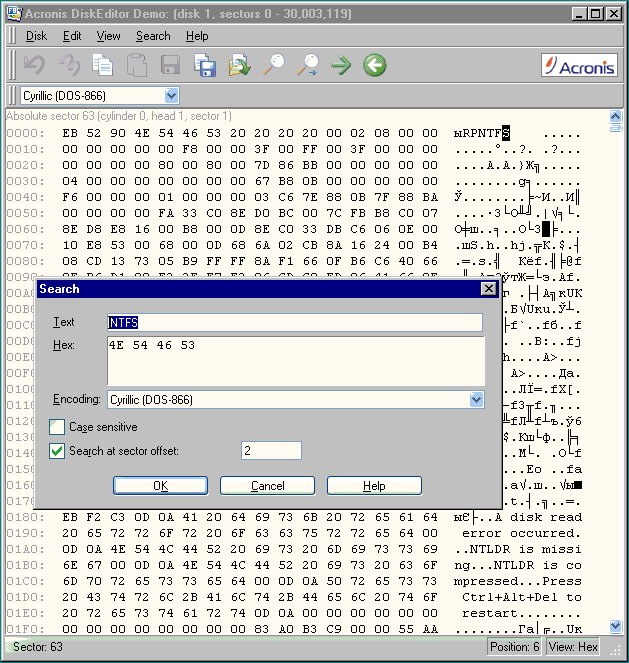 Acronis DiskEditor Demo: (disk 1, sectors 0 - 30,003,119)
Disk Edit View Search Help
Acronis
Cyrillic (DOS-866)
Absolute sector 63 (cylinder 0, head 1, sector 1)
0000: EB 52 90 4E 54 46 53 20 20 20 20 00 02 08 00 00 ыRРNTFS    .....
0010: 00 00 00 00 00 F8 00 00 3F 00 FF 00 3F 00 00 00 .....°..?. .?...
0020: 00 00 00 00 80 00 80 00 7D 86 BB 00 00 00 00 00 ....А.А.}Ж╗.....
0030: 04 00 00 00 00 00 00 00 67 B8 0B 00 00 00 00 00 ........g╕......
0040: F6 00 00 00 01 00 00 00 03 C6 7E 88 0B 7F 88 BA Ў........╞~И..И║
0050: 00 00 00 00 FA 33 C0 8E D0 BC 00 7C FB B8 C0 07 ....·3└О╨╝.|√╕└.
0060: 8E D8 E8 16 00 B8 00 0D 8E C0 33 DB C6 06 0E 00 О╪ш..╕..О└3█╞...
0070: 10 E8 53 00 68 00 0D 68 6A 02 CB 8A 16 24 00 B4 .шS.h..hj.╦К.$.┤
0080: 08 CD 13 73 05 B9 FF FF 8A F1 66 0F B6 C6 40 66 .═.s.╣  Кёf.╢╞@f
Search
Text
NTFS
Hex:
4E 54 46 53
Encoding:
Cyrillic (DOS-866)
Case sensitive
Search at sector offset:
2
OK Cancel Help
0180: EB F2 C3 0D 0A 41 20 64 69 73 6B 20 72 65 61 64 ыЄ├..A disk read
0190: 20 65 72 72 6F 72 20 6F 63 63 75 72 72 65 64 00 error occurred.
01A0: 0D 0A 4E 54 4C 44 52 20 69 73 20 6D 69 73 73 69 ..NTLDR is missi
01B0: 6E 67 00 0D 0A 4E 54 4C 44 52 20 69 73 20 63 6F ng...NTLDR is co
01C0: 6D 70 72 65 73 73 65 64 00 0D 0A 50 72 65 73 73 mpressed...Press
01D0: 20 43 74 72 6C 2B 41 6C 74 2B 44 65 6C 20 74 6F Ctrl+Alt+Del to
01E0: 20 72 65 73 74 61 72 74 0D 0A 00 00 00 00 00 00 restart........
01F0: 00 00 00 00 00 00 00 00 83 A0 B3 C9 00 00 55 AA ........Га│╔..Uк
Sector: 63
Position: 6
View: Hex